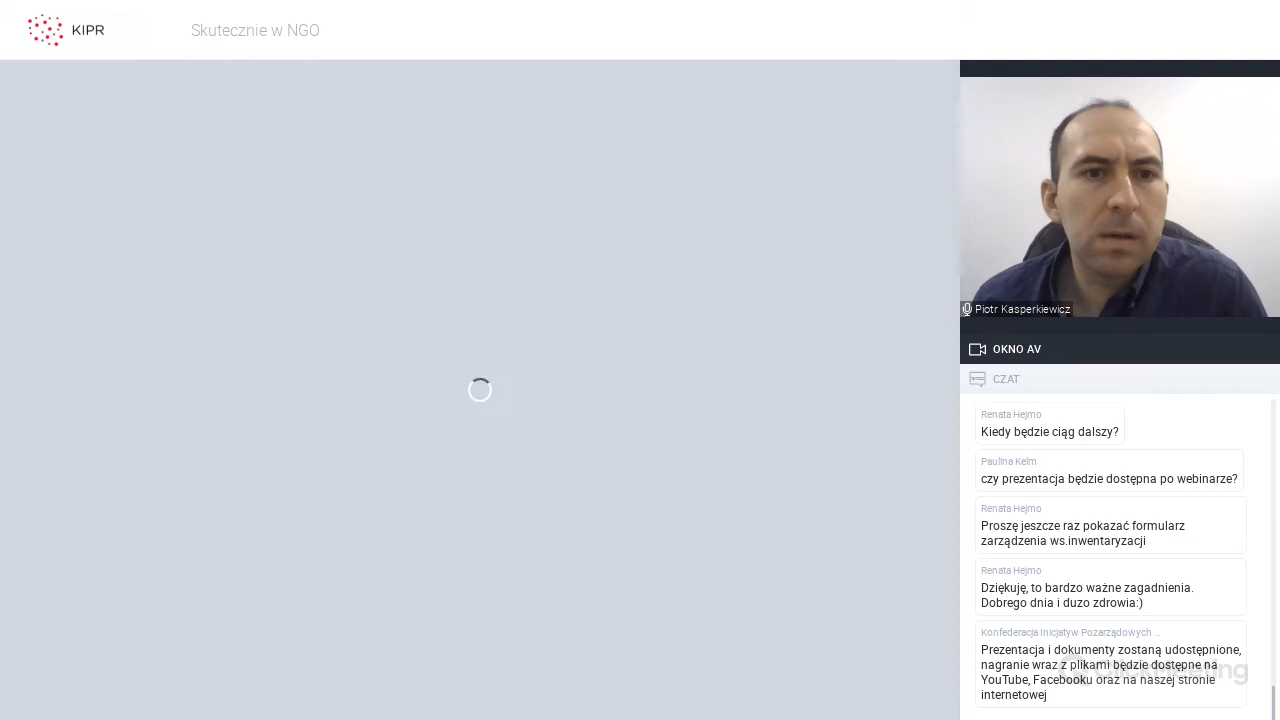 KIPR
Skutecznie w NGO
Piotr Kasperkiewicz
OKNO AV
CZAT
Renata Hejmo
Kiedy będzie ciąg dalszy?
Paulina Kelm
czy prezentacja będzie dostępna po webinarze?
Renata Hejmo
Proszę jeszcze raz pokazać formularz
zarządzenia ws.inwentaryzacji
Renata Hejmo
Dziękuję, to bardzo ważne zagadnienia.
Dobrego dnia i duzo zdrowia:)
Konfederacja Inicjatyw Pozarządowych ...
Prezentacja i dokumenty zostaną udostępnione,
nagranie wraz z plikami będzie dostępne na
YouTube, Facebooku oraz na naszej stronie
internetowej
ClickMeeting